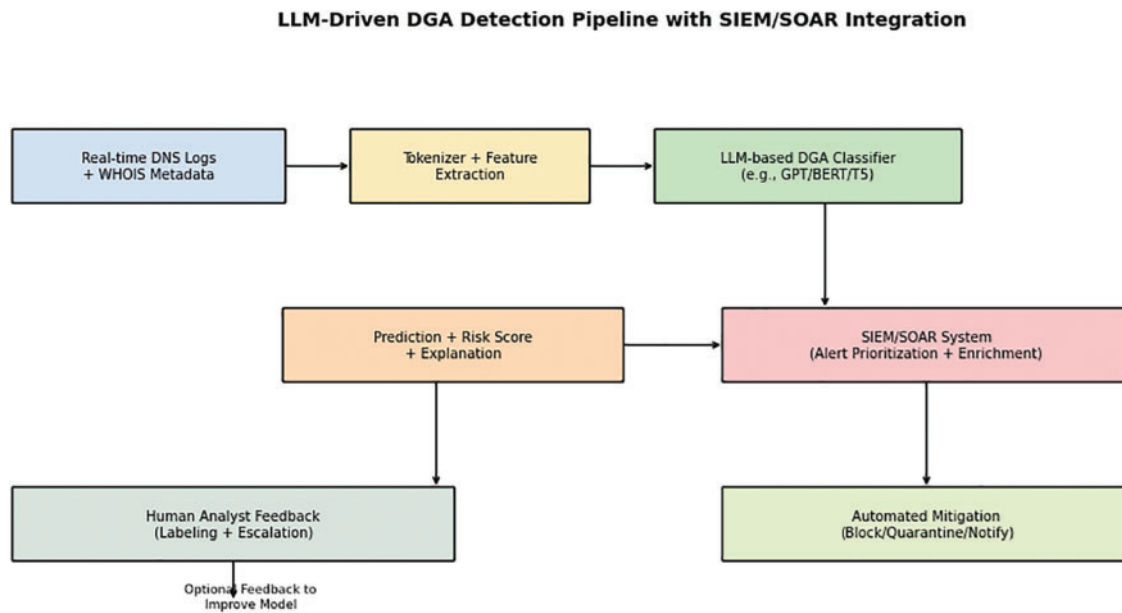 LLM-Driven DGA Detection Pipeline with SIEM/SOAR Integration
Real-time DNS Logs
+ WHOIS Metadata
Tokenizer + Feature
Extraction
LLM-based DGA Classifier
(e.g., GPT/BERT/T5)
Prediction + Risk Score
+ Explanation
SIEM/SOAR System
(Alert Prioritization + Enrichment)
Human Analyst Feedback
(Labeling + Escalation)
Automated Mitigation
(Block/Quarantine/Notify)
Optional Feedback to
Improve Model